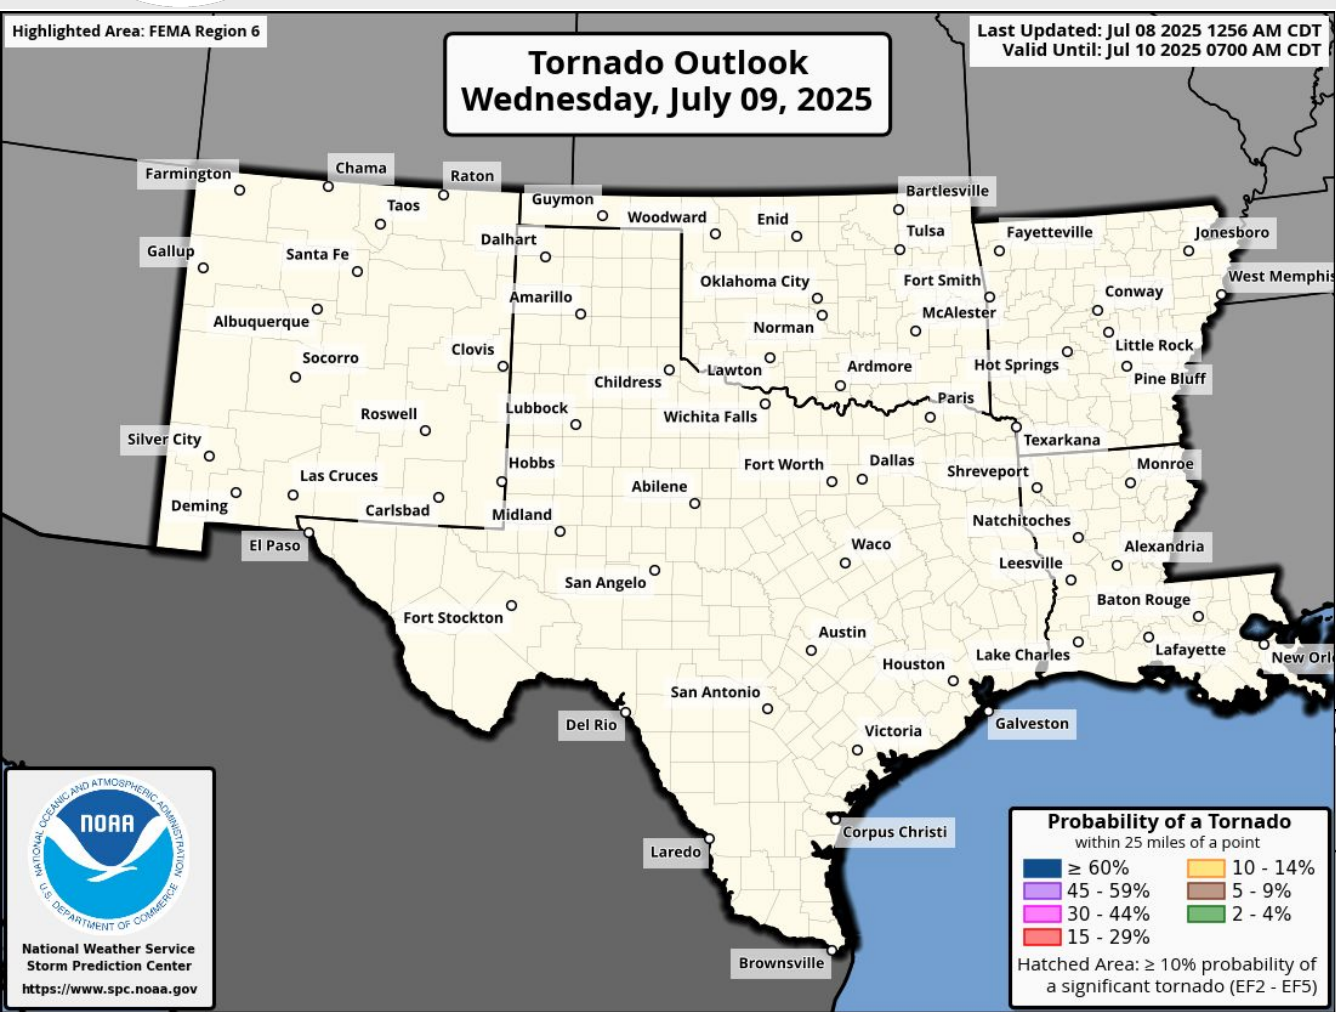 Highlighted Area: FEMA Region 6
Last Updated: Jul 08 2025 1256 AM CDT
Valid Until: Jul 10 2025 0700 AM CDT
Tornado Outlook
Wednesday, July 09, 2025
Farmington
Chama
Raton
Taos
Guymon
Woodward
Enid
Bartlesville
Tulsa
Fayetteville
Jonesboro
Gallup
Santa Fe
Dalhart
Oklahoma City
Fort Smith
Conway
West Memphis
Albuquerque
Amarillo
Norman
McAlester
Little Rock
Socorro
Clovis
Childress
Lawton
Ardmore
Hot Springs
Pine Bluff
Roswell
Lubbock
Wichita Falls
Paris
Texarkana
Silver City
Las Cruces
Hobbs
Abilene
Fort Worth
Dallas
Shreveport
Monroe
Deming
Carlsbad
Midland
Natchitoches
El Paso
San Angelo
Waco
Leesville
Alexandria
Fort Stockton
Baton Rouge
Austin
Houston
Lake Charles
Lafayette
New Orl
San Antonio
Del Rio
Victoria
Galveston
Laredo
Corpus Christi
Brownsville
NATIONAL OCEANIC AND ATMOSPHERIC ADMINISTRATION
NOAA
U.S. DEPARTMENT OF COMMERCE
National Weather Service
Storm Prediction Center
https://www.spc.noaa.gov
Probability of a Tornado
within 25 miles of a point
≥ 60%
10 - 14%
45 - 59%
5 - 9%
30 - 44%
2 - 4%
15 - 29%
Hatched Area: ≥ 10% probability of
a significant tornado (EF2 - EF5)